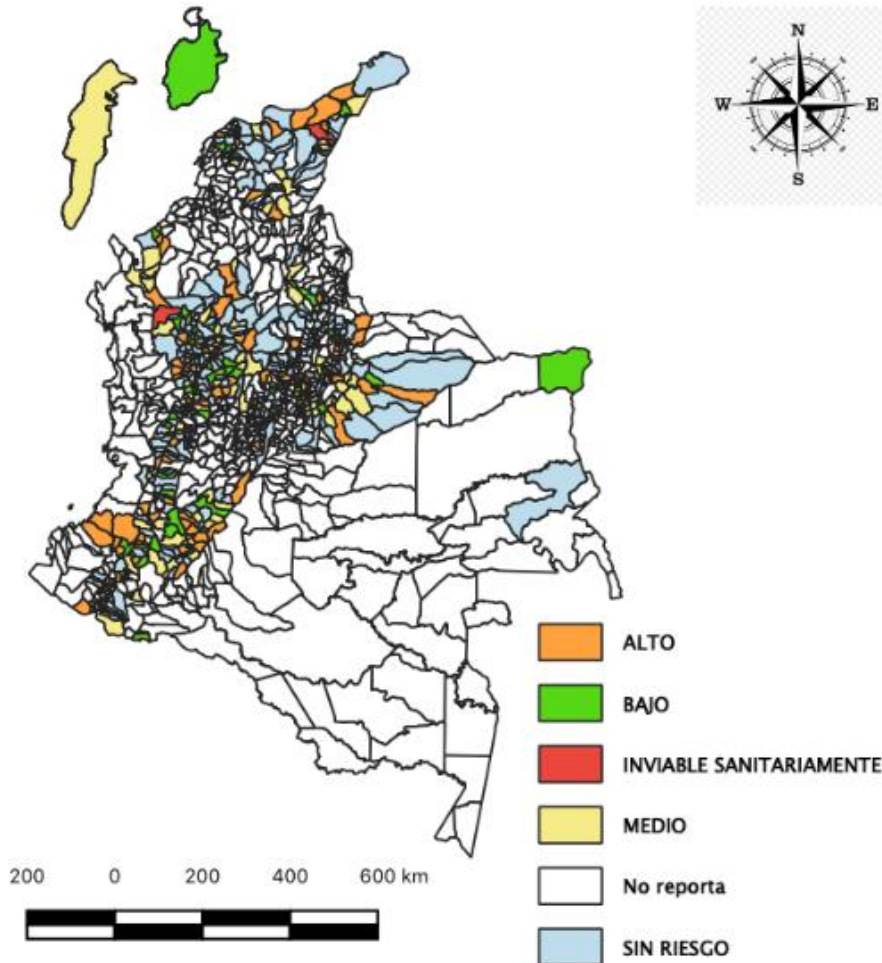 N
W E
S
ALTO
BAJO
INVIABLE SANITARIAMENTE
MEDIO
No reporta
SIN RIESGO
200 0 200 400 600 km